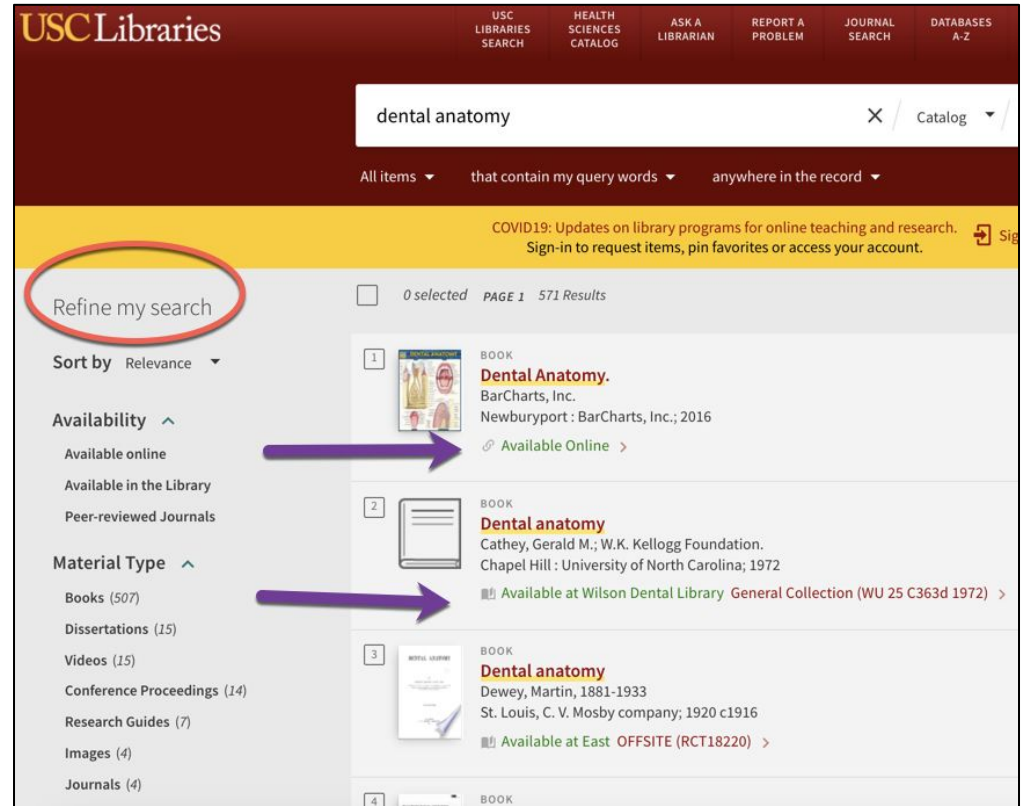 USC Libraries
USC LIBRARIES SEARCH
HEALTH SCIENCES CATALOG
ASK A LIBRARIAN
REPORT A PROBLEM
JOURNAL SEARCH
DATABASES A-Z
dental anatomy
Catalog
All items
that contain my query words
anywhere in the record
COVID19: Updates on library programs for online teaching and research.
Sign-in to request items, pin favorites or access your account.
Sig
Refine my search
Sort by Relevance
Availability
Available online
Available in the Library
Peer-reviewed Journals
Material Type
Books (507)
Dissertations (15)
Videos (15)
Conference Proceedings (14)
Research Guides (7)
Images (4)
Journals (4)
0 selected PAGE 1 571 Results
1
DENTAL ANATOMY
BOOK
Dental Anatomy.
BarCharts, Inc.
Newburyport : BarCharts, Inc.; 2016
Available Online
2
BOOK
Dental anatomy
Cathey, Gerald M.; W.K. Kellogg Foundation.
Chapel Hill : University of North Carolina; 1972
Available at Wilson Dental Library General Collection (WU 25 C363d 1972)
3
DENTAL ANATOMY
BOOK
Dental anatomy
Dewey, Martin, 1881-1933
St. Louis, C. V. Mosby company; 1920 c1916
Available at East OFFSITE (RCT18220)
4
BOOK